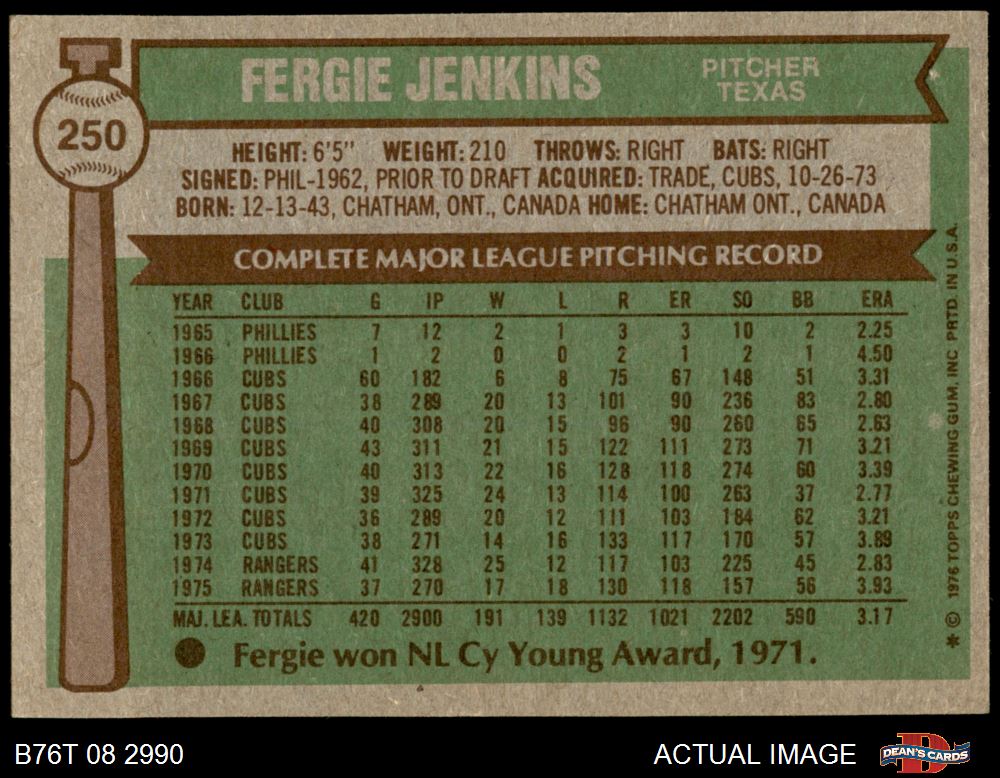 FERGIE JENKINS
PITCHER
TEXAS
250
HEIGHT: 6'5" WEIGHT: 210 THROWS: RIGHT BATS: RIGHT
SIGNED: PHIL-1962, PRIOR TO DRAFT ACQUIRED: TRADE, CUBS, 10-26-73
BORN: 12-13-43, CHATHAM, ONT., CANADA HOME: CHATHAM ONT., CANADA
COMPLETE MAJOR LEAGUE PITCHING RECORD
YEAR CLUB G IP W L R ER SO BB ERA
1965 PHILLIES 7 12 2 1 3 3 10 2 2.25
1966 PHILLIES 1 2 0 0 2 1 2 1 4.50
1966 CUBS 60 182 6 8 75 67 148 51 3.31
1967 CUBS 38 289 20 13 101 90 236 83 2.80
1968 CUBS 40 308 20 15 96 90 260 65 2.63
1969 CUBS 43 311 21 15 122 111 273 71 3.21
1970 CUBS 40 313 22 16 128 118 274 60 3.39
1971 CUBS 39 325 24 13 114 100 263 37 2.77
1972 CUBS 36 289 20 12 111 103 184 62 3.21
1973 CUBS 38 271 14 16 133 117 170 57 3.89
1974 RANGERS 41 328 25 12 117 103 225 45 2.83
1975 RANGERS 37 270 17 18 130 118 157 56 3.93
MAJ. LEA. TOTALS 420 2900 191 139 1132 1021 2202 590 3.17
Fergie won NL Cy Young Award, 1971.
* © 1976 TOPPS CHEWING GUM, INC PRTD. IN U.S.A.
B76T 08 2990
ACTUAL IMAGE
D
DEAN'S CARDS